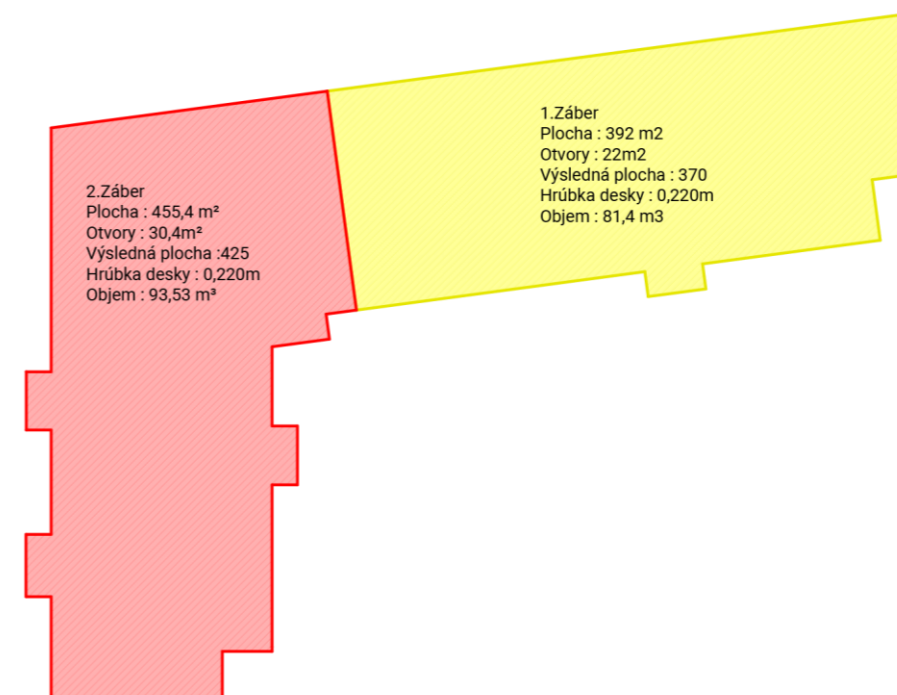 1.Záber
Plocha : 392 m2
Otvory : 22m2
Výsledná plocha : 370
Hrúbka desky : 0,220m
Objem : 81,4 m3
2.Záber
Plocha : 455,4 m²
Otvory : 30,4m²
Výsledná plocha :425
Hrúbka desky : 0,220m
Objem : 93,53 m³